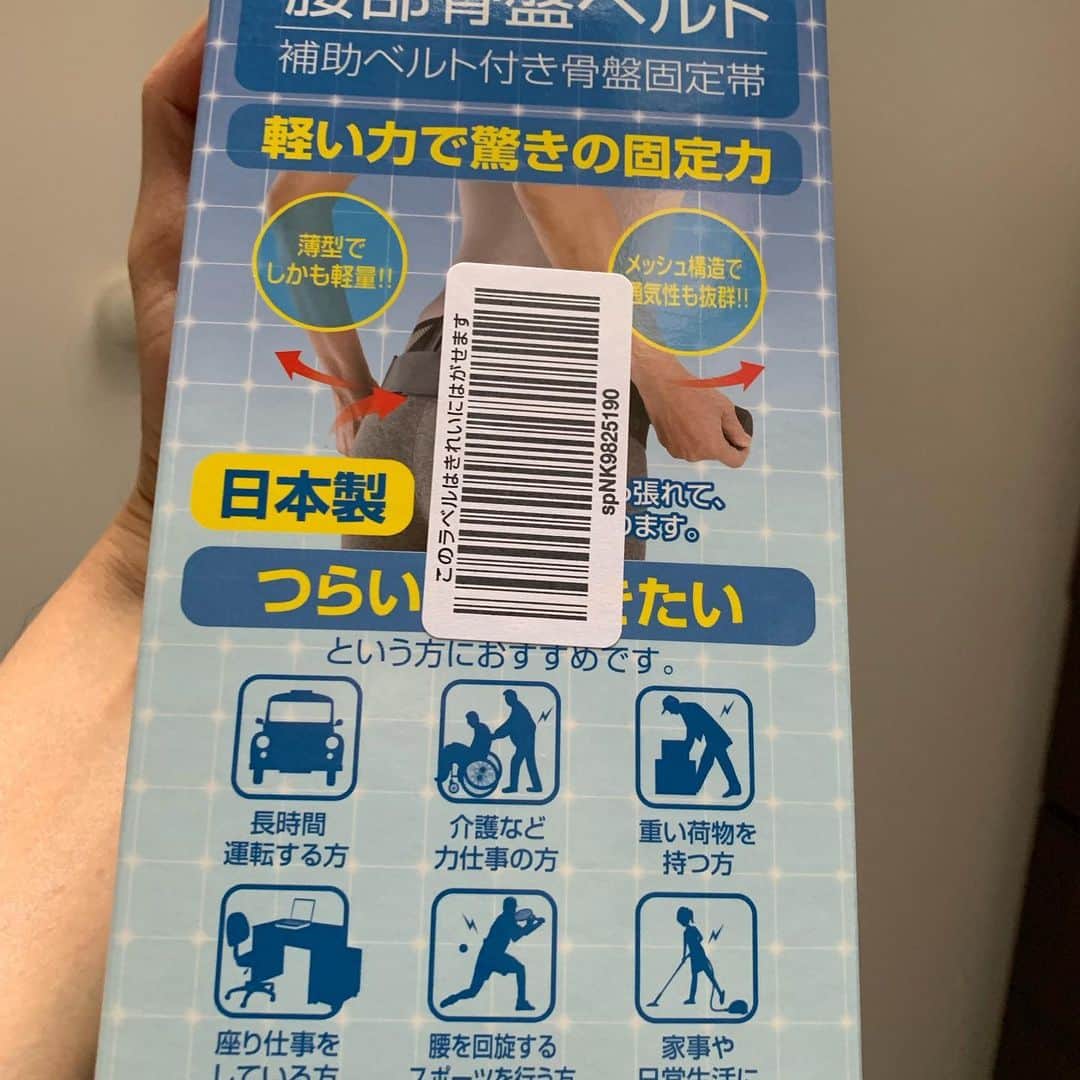 腰部骨盤ベルト
補助ベルト付き骨盤固定帯
軽い力で驚きの固定力
薄型で
しかも軽量!!
メッシュ構造で
通気性も抜群!!
このラベルはきれいにはがせます
spNK9825190
日本製
張れて、
ります。
つらい
きたい
という方におすすめです。
長時間
運転する方
介護など
力仕事の方
重い荷物を
持つ方
座り仕事を
している方
腰を回旋する
スポーツを行う方
家事や
日常生活に